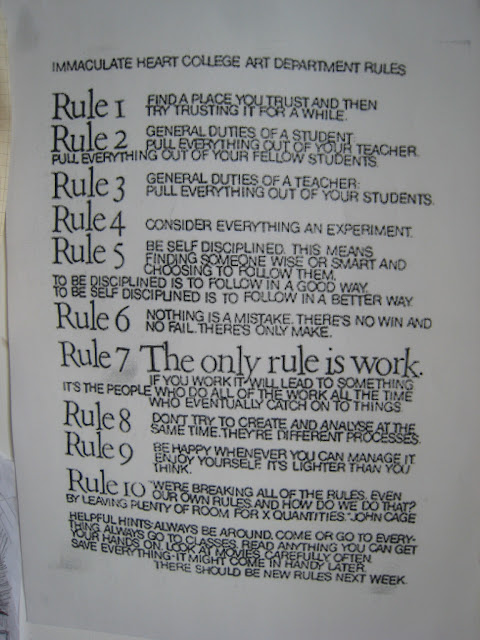 IMMACULATE HEART COLLEGE ART DEPARTMENT RULES
Rule 1 FIND A PLACE YOU TRUST AND THEN
TRY TRUSTING IT FOR A WHILE.
Rule 2 GENERAL DUTIES OF A STUDENT:
PULL EVERYTHING OUT OF YOUR TEACHER.
PULL EVERYTHING OUT OF YOUR FELLOW STUDENTS.
Rule 3 GENERAL DUTIES OF A TEACHER:
PULL EVERYTHING OUT OF YOUR STUDENTS.
Rule 4 CONSIDER EVERYTHING AN EXPERIMENT.
Rule 5 BE SELF DISCIPLINED. THIS MEANS
FINDING SOMEONE WISE OR SMART AND
CHOOSING TO FOLLOW THEM.
TO BE DISCIPLINED IS TO FOLLOW IN A GOOD WAY.
TO BE SELF DISCIPLINED IS TO FOLLOW IN A BETTER WAY.
Rule 6 NOTHING IS A MISTAKE. THERE'S NO WIN AND
NO FAIL. THERE'S ONLY MAKE.
Rule 7 The only rule is work.
IF YOU WORK IT WILL LEAD TO SOMETHING.
IT'S THE PEOPLE WHO DO ALL OF THE WORK ALL THE TIME
WHO EVENTUALLY CATCH ON TO THINGS.
Rule 8 DON'T TRY TO CREATE AND ANALYSE AT THE
SAME TIME. THEY'RE DIFFERENT PROCESSES.
Rule 9 BE HAPPY WHENEVER YOU CAN MANAGE IT.
ENJOY YOURSELF. IT'S LIGHTER THAN YOU
THINK.
Rule 10 "WE'RE BREAKING ALL OF THE RULES. EVEN
OUR OWN RULES AND HOW DO WE DO THAT?
BY LEAVING PLENTY OF ROOM FOR X QUANTITIES." JOHN CAGE
HELPFUL HINTS: ALWAYS BE AROUND. COME OR GO TO EVERY-
THING ALWAYS GO TO CLASSES. READ ANYTHING YOU CAN GET
YOUR HANDS ON. LOOK AT MOVIES CAREFULLY OFTEN.
SAVE EVERYTHING-IT MIGHT COME IN HANDY LATER.
THERE SHOULD BE NEW RULES NEXT WEEK.